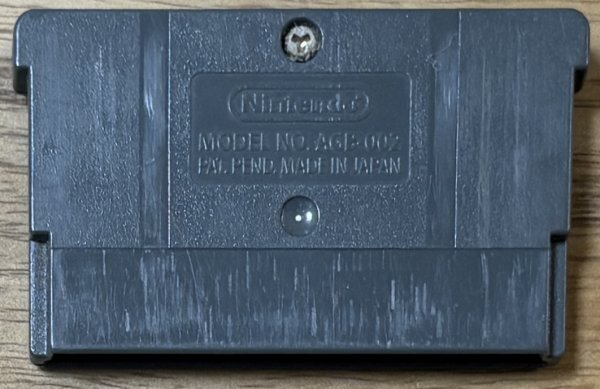 Nintendo
MODEL NO. AGB-002
PAT. PEND. MADE IN JAPAN